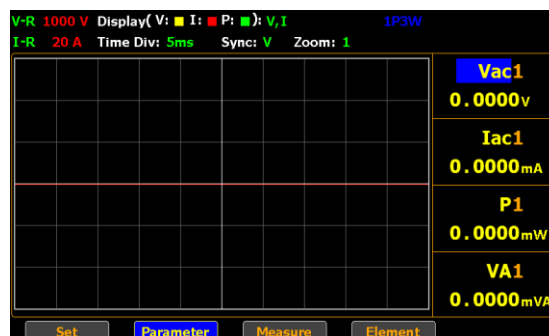 V-R 1000 V Display( V: I: P: ): V,I 1P3W
I-R 20 A Time Div: 5ms Sync: V Zoom: 1
Vac1
0.0000V
Iac1
0.0000mA
P1
0.0000mW
VA1
0.0000mVA
Set Parameter Measure Element